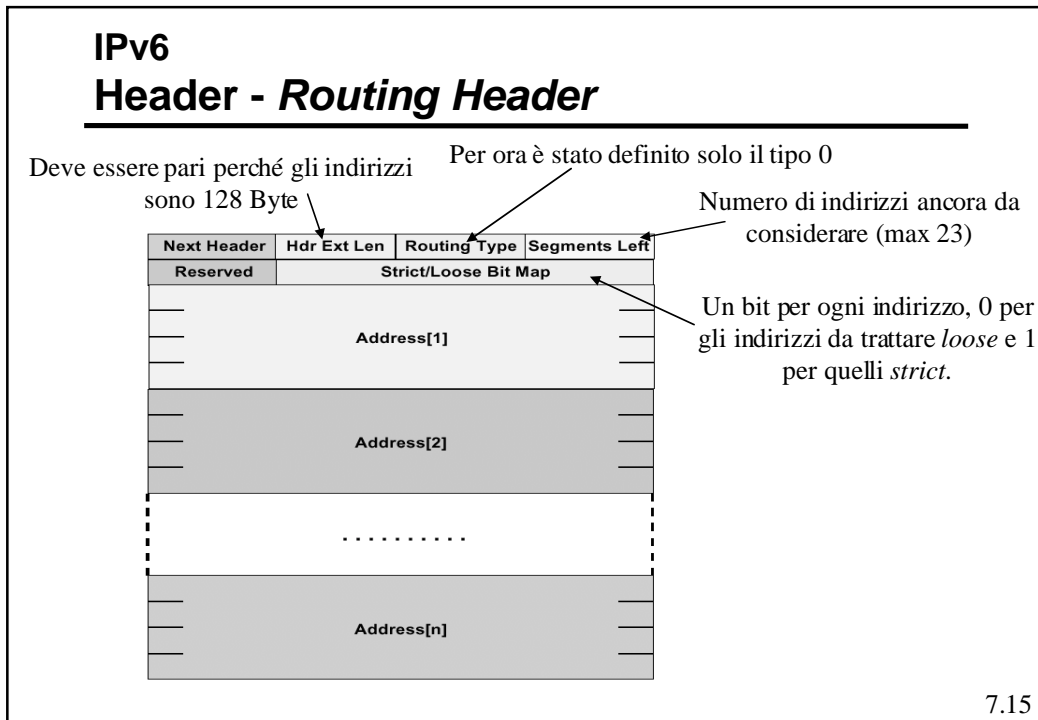 IPv6
Header - Routing Header
Deve essere pari perché gli indirizzi
sono 128 Byte
Per ora è stato definito solo il tipo 0
Numero di indirizzi ancora da
considerare (max 23)
Next Header Hdr Ext Len Routing Type Segments Left
Reserved Strict/Loose Bit Map
Un bit per ogni indirizzo, 0 per
gli indirizzi da trattare loose e 1
per quelli strict.
Address[1]
Address[2]
. . . . . . . . . .
Address[n]
7.15